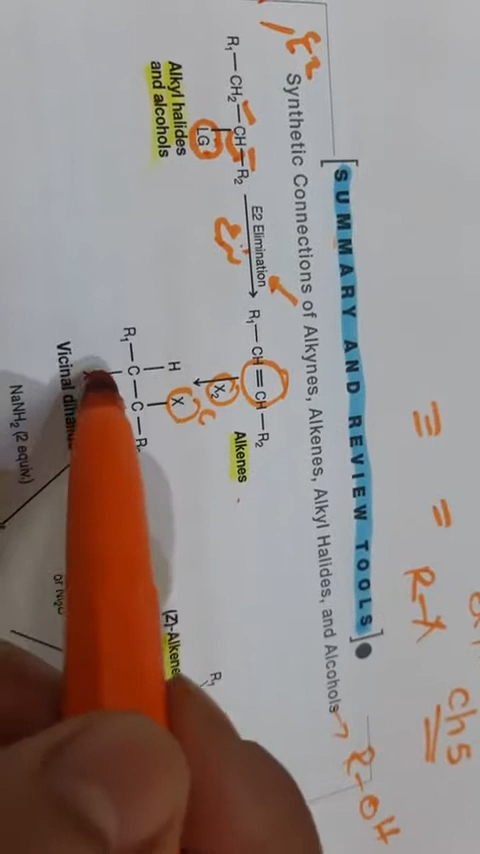 [SUMMARY AND REVIEW TOOLS]
Synthetic Connections of Alkynes, Alkenes, Alkyl Halides, and Alcohols
R-OH
ch5
≡ = R-X
R1—CH2—CH—R2
LG
E2 Elimination
R1—CH=CH—R2
Alkyl halides
and alcohols
Alkenes
X2
H
X
R1—C—C—R
Vicinal
NaNH2 (2 equiv.)
(Z)-Alkene
R1